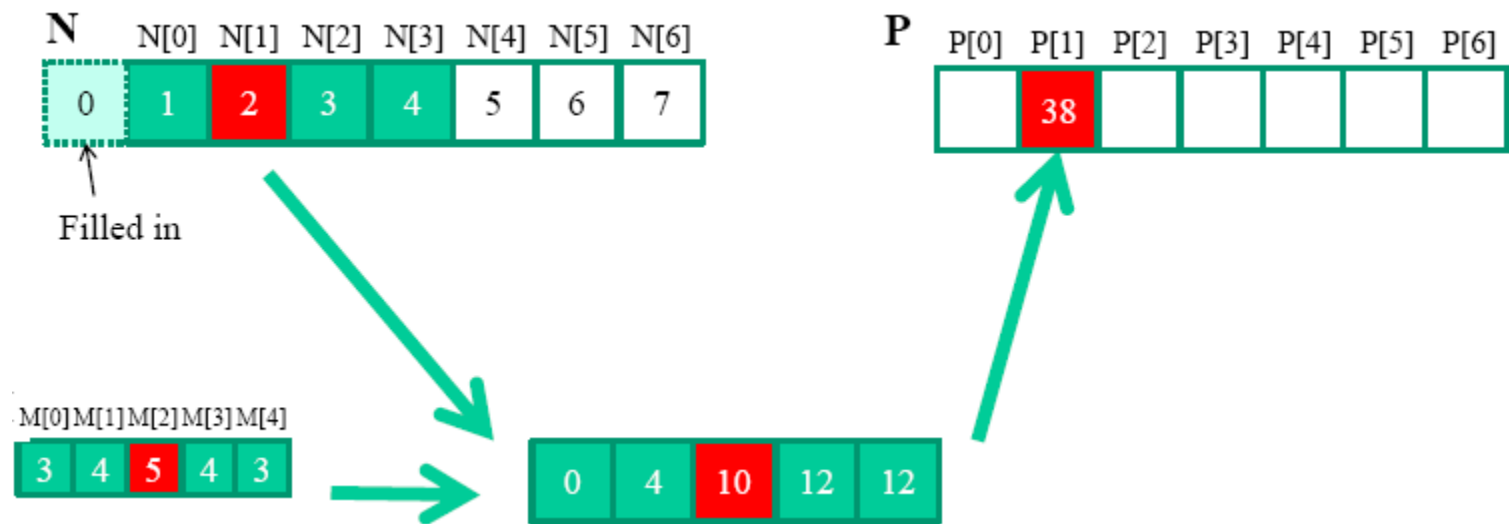 N N[0] N[1] N[2] N[3] N[4] N[5] N[6]
0 1 2 3 4 5 6 7
Filled in
P P[0] P[1] P[2] P[3] P[4] P[5] P[6]
38
M[0] M[1] M[2] M[3] M[4]
3 4 5 4 3
0 4 10 12 12